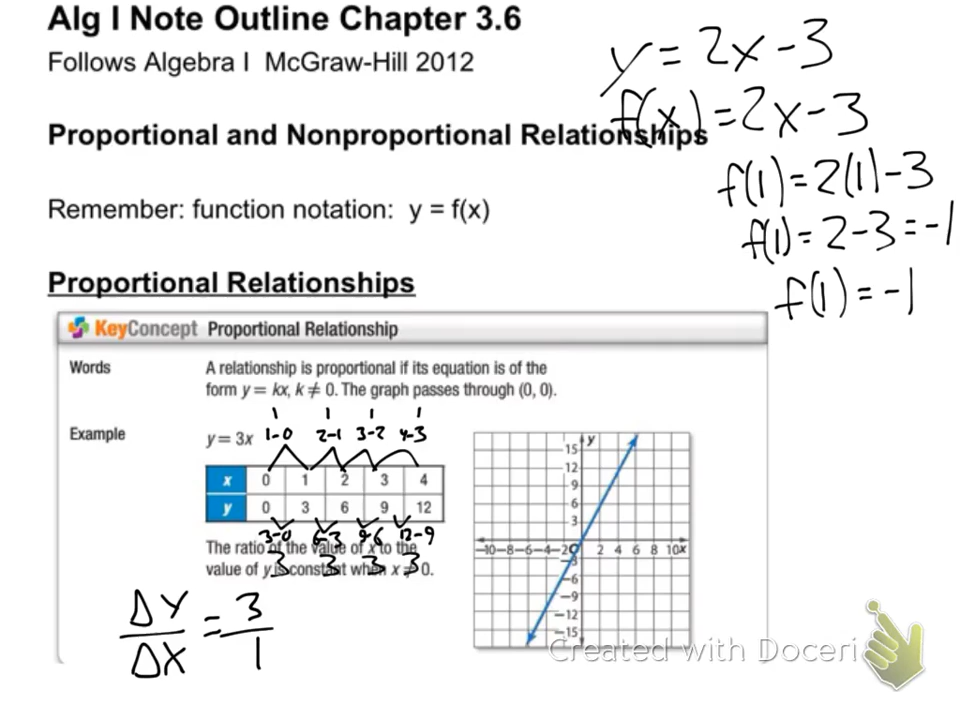 Alg I Note Outline Chapter 3.6
Follows Algebra I McGraw-Hill 2012
y = 2x - 3
f(x) = 2x - 3
Proportional and Nonproportional Relationships
f(1) = 2(1) - 3
Remember: function notation: y = f(x)
f(1) = 2 - 3 = -1
Proportional Relationships
f(1) = -1
KeyConcept Proportional Relationship
Words
A relationship is proportional if its equation is of the
form y = kx, k ≠ 0. The graph passes through (0, 0).
Example
1 1 1 1
y = 3x 1-0 2-1 3-2 4-3
x 0 1 2 3 4
y 0 3 6 9 12
3-0 6-3 9-6 12-9
The ratio of the value of x to the
value of y is constant when x ≠ 0.
3 3 3 3
ΔY/ΔX = 3/1
y
15
12
9
6
3
-10 -8 -6 -4 -2 O 2 4 6 8 10x
-3
-6
-9
-12
-15
Created with Doceri